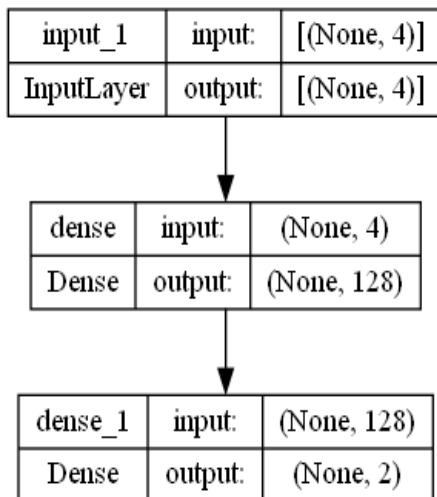 input_1 input: [(None, 4)]
InputLayer output: [(None, 4)]
dense input: (None, 4)
Dense output: (None, 128)
dense_1 input: (None, 128)
Dense output: (None, 2)